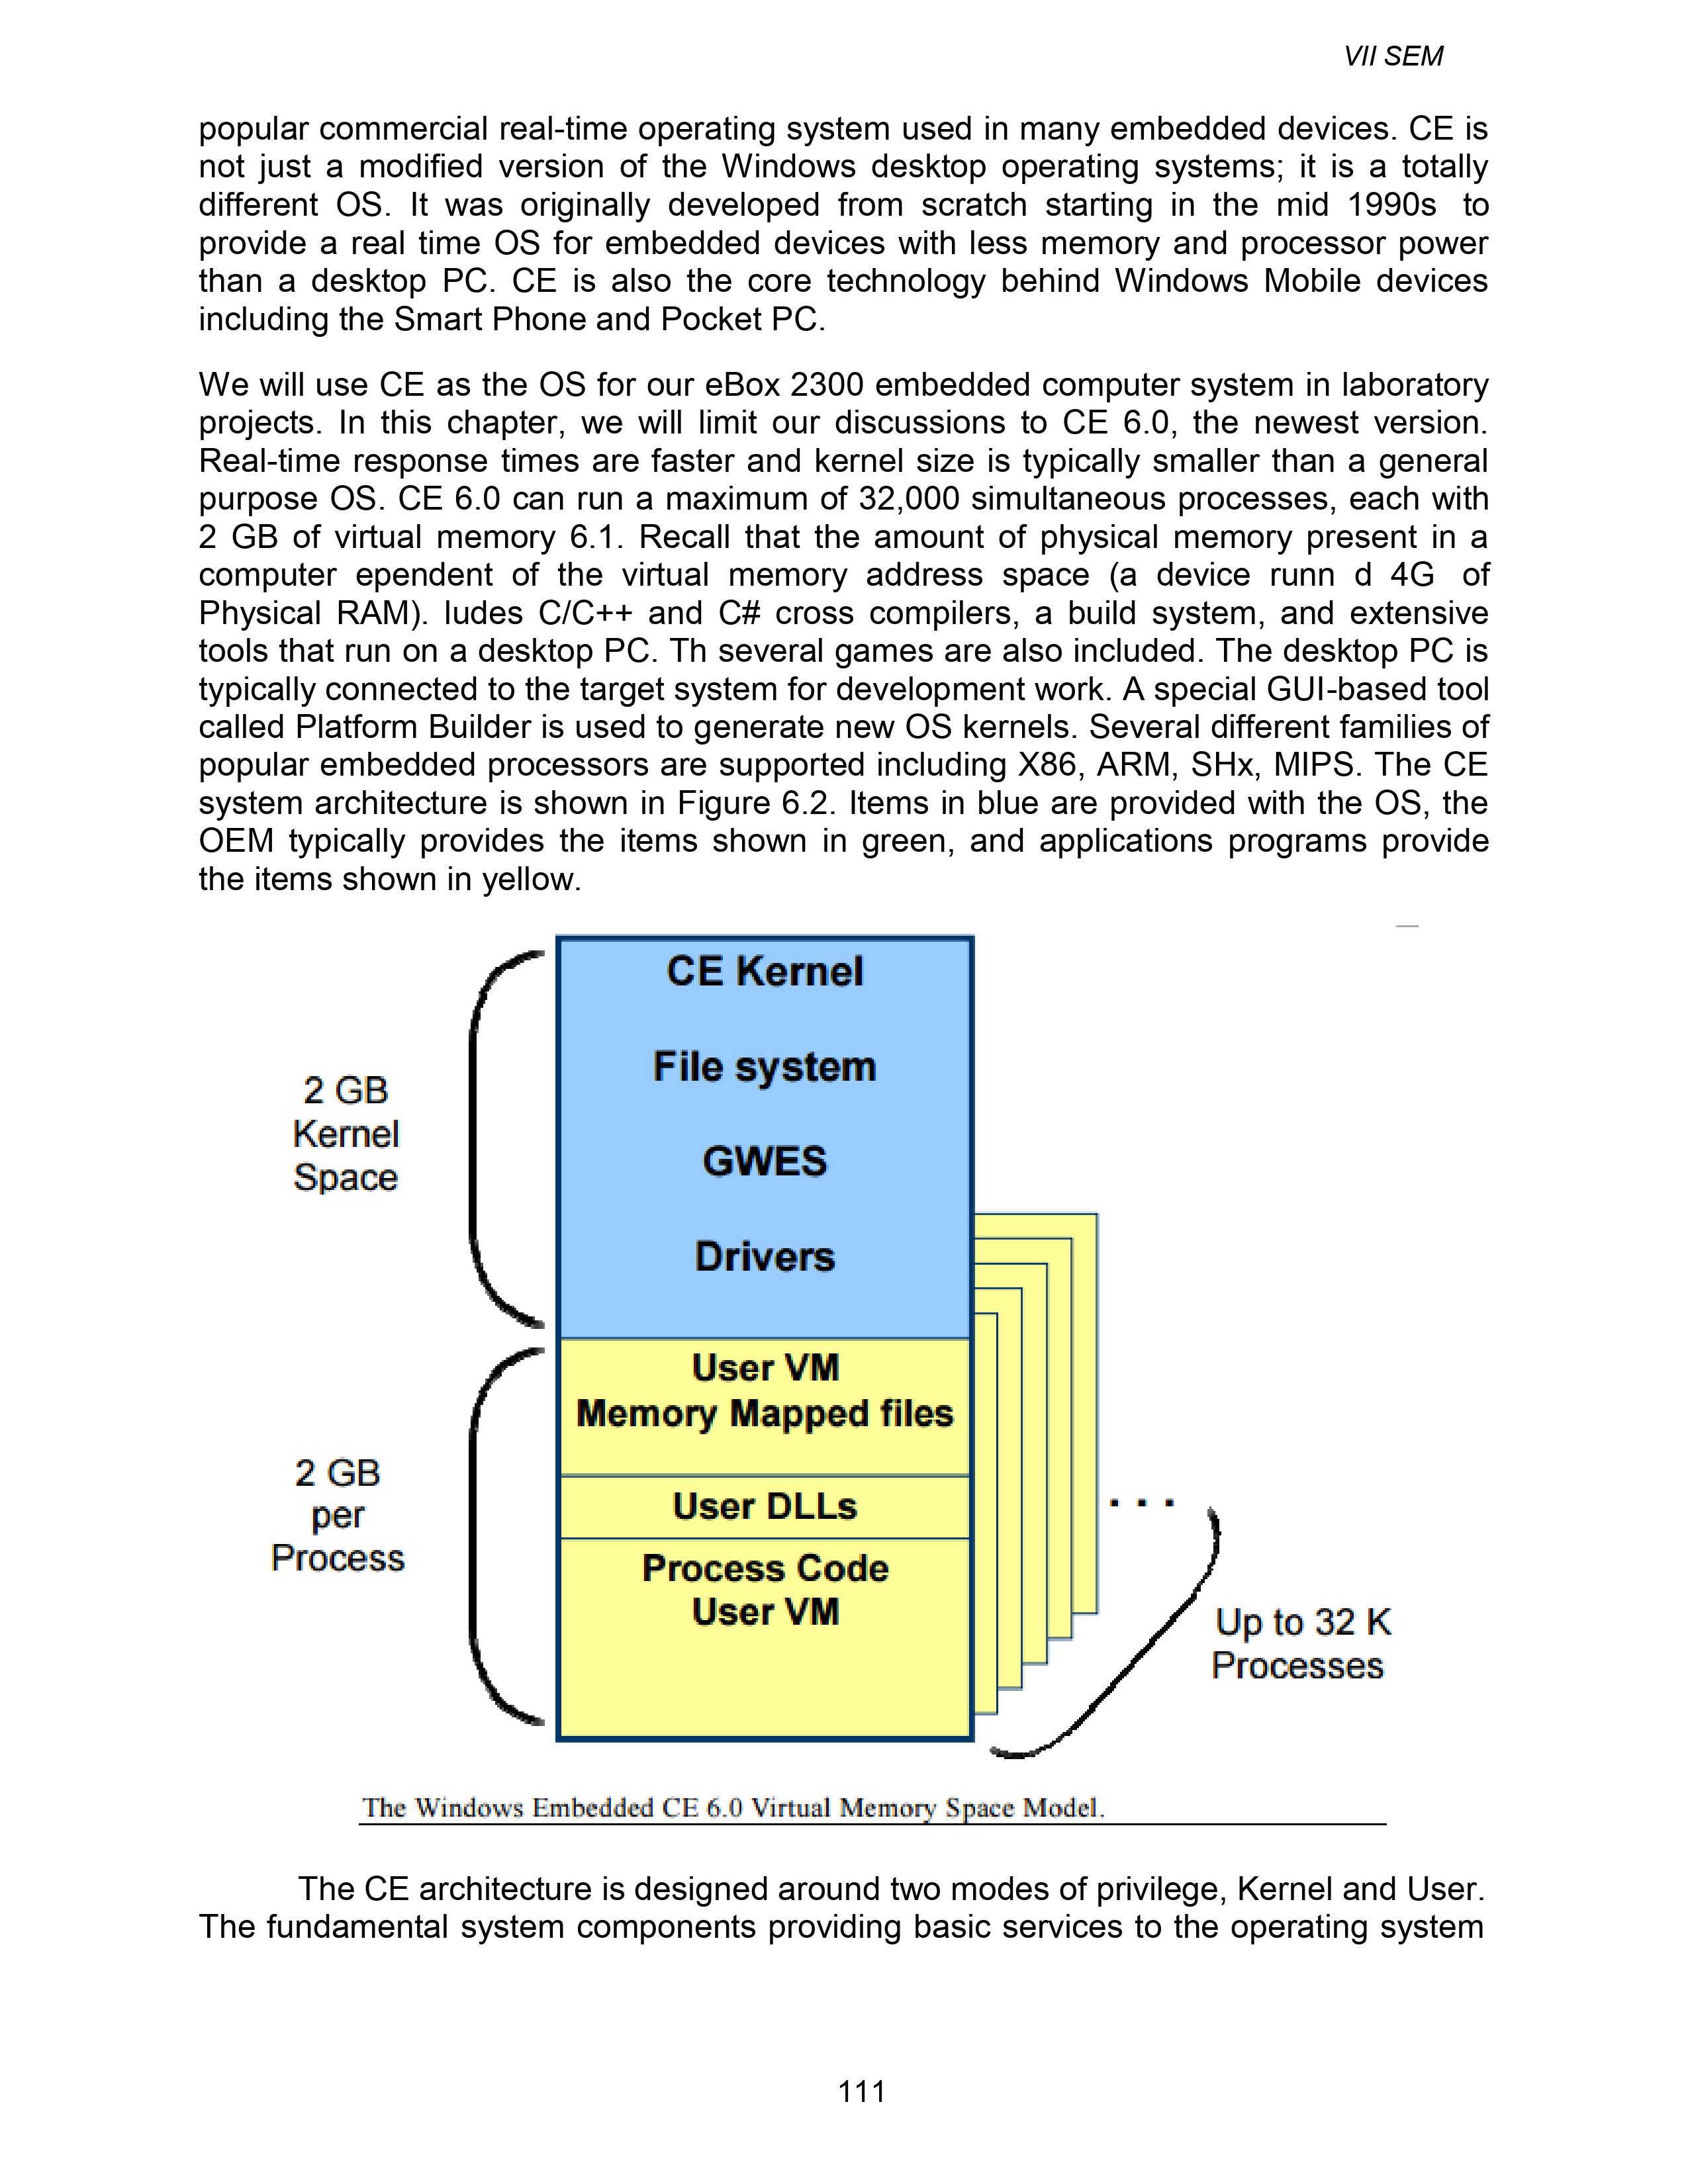 VII SEM
popular commercial real-time operating system used in many embedded devices. CE is
not just a modified version of the Windows desktop operating systems; it is a totally
different OS. It was originally developed from scratch starting in the mid 1990s to
provide a real time OS for embedded devices with less memory and processor power
than a desktop PC. CE is also the core technology behind Windows Mobile devices
including the Smart Phone and Pocket PC.
We will use CE as the OS for our eBox 2300 embedded computer system in laboratory
projects. In this chapter, we will limit our discussions to CE 6.0, the newest version.
Real-time response times are faster and kernel size is typically smaller than a general
purpose OS. CE 6.0 can run a maximum of 32,000 simultaneous processes, each with
2 GB of virtual memory 6.1. Recall that the amount of physical memory present in a
computer ependent of the virtual memory address space (a device runn d 4G of
Physical RAM). ludes C/C++ and C# cross compilers, a build system, and extensive
tools that run on a desktop PC. Th several games are also included. The desktop PC is
typically connected to the target system for development work. A special GUI-based tool
called Platform Builder is used to generate new OS kernels. Several different families of
popular embedded processors are supported including X86, ARM, SHx, MIPS. The CE
system architecture is shown in Figure 6.2. Items in blue are provided with the OS, the
OEM typically provides the items shown in green, and applications programs provide
the items shown in yellow.
CE Kernel
File system
GWES
Drivers
2 GB
Kernel
Space
User VM
Memory Mapped files
User DLLs
Process Code
User VM
2 GB
per
Process
. . .
Up to 32 K
Processes
The Windows Embedded CE 6.0 Virtual Memory Space Model.
The CE architecture is designed around two modes of privilege, Kernel and User.
The fundamental system components providing basic services to the operating system
111